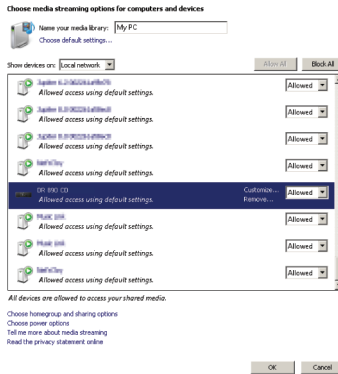 Choose media streaming options for computers and devices
Name your media library: My PC
Choose default settings...
Show devices on: Local network
Allow All
Block All
Allowed access using default settings.
Allowed
Allowed access using default settings.
Allowed
Allowed access using default settings.
Allowed
Allowed access using default settings.
Allowed
DR 890 CD
Allowed access using default settings.
Customize...
Remove...
Allowed
Allowed access using default settings.
Allowed
Allowed access using default settings.
Allowed
Allowed access using default settings.
Allowed
All devices are allowed to access your shared media.
Choose homegroup and sharing options
Choose power options
Tell me more about media streaming
Read the privacy statement online
OK
Cancel